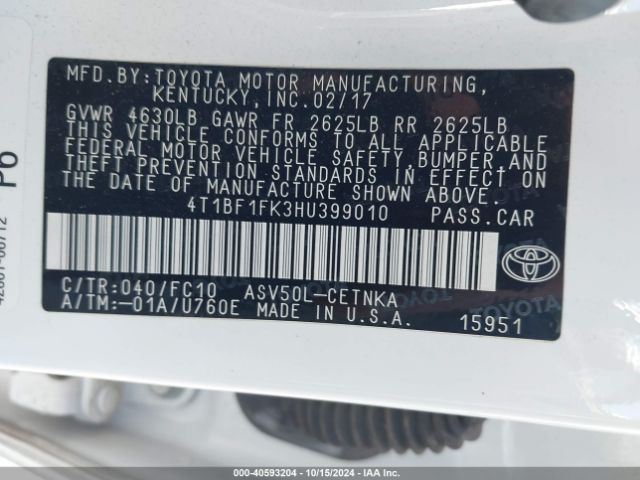 MFD. BY: TOYOTA MOTOR MANUFACTURING,
KENTUCKY, INC. 02/17
GVWR 4630LB GAWR FR 2625LB RR 2625LB
THIS VEHICLE CONFORMS TO ALL APPLICABLE
FEDERAL MOTOR VEHICLE SAFETY, BUMPER, AND
THEFT PREVENTION STANDARDS IN EFFECT ON
THE DATE OF MANUFACTURE SHOWN ABOVE.
4T1BF1FK3HU399010 PASS.CAR
C/TR:040/FC10 ASV50L-CETNKA
A/TM:-01A/U760E MADE IN U.S.A. 15951
TOYOTA
P6
000-40593204 - 10/15/2024 - IAA Inc.